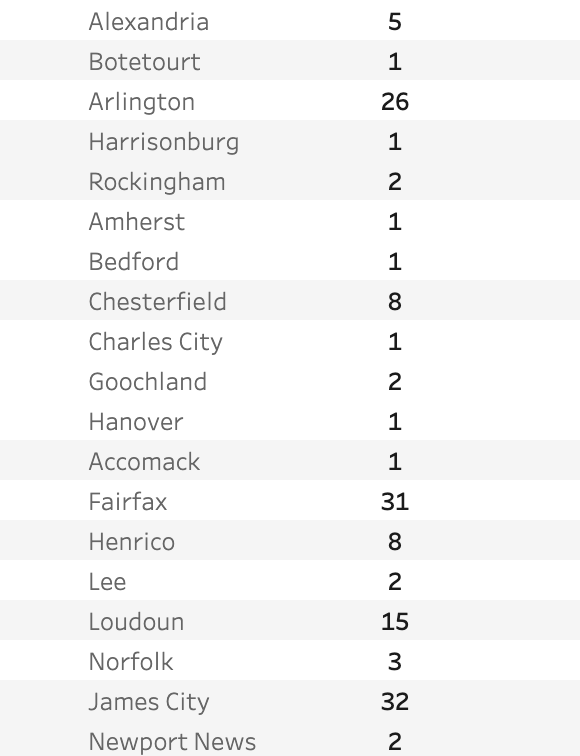 Alexandria 5
Botetourt 1
Arlington 26
Harrisonburg 1
Rockingham 2
Amherst 1
Bedford 1
Chesterfield 8
Charles City 1
Goochland 2
Hanover 1
Accomack 1
Fairfax 31
Henrico 8
Lee 2
Loudoun 15
Norfolk 3
James City 32
Newport News 2